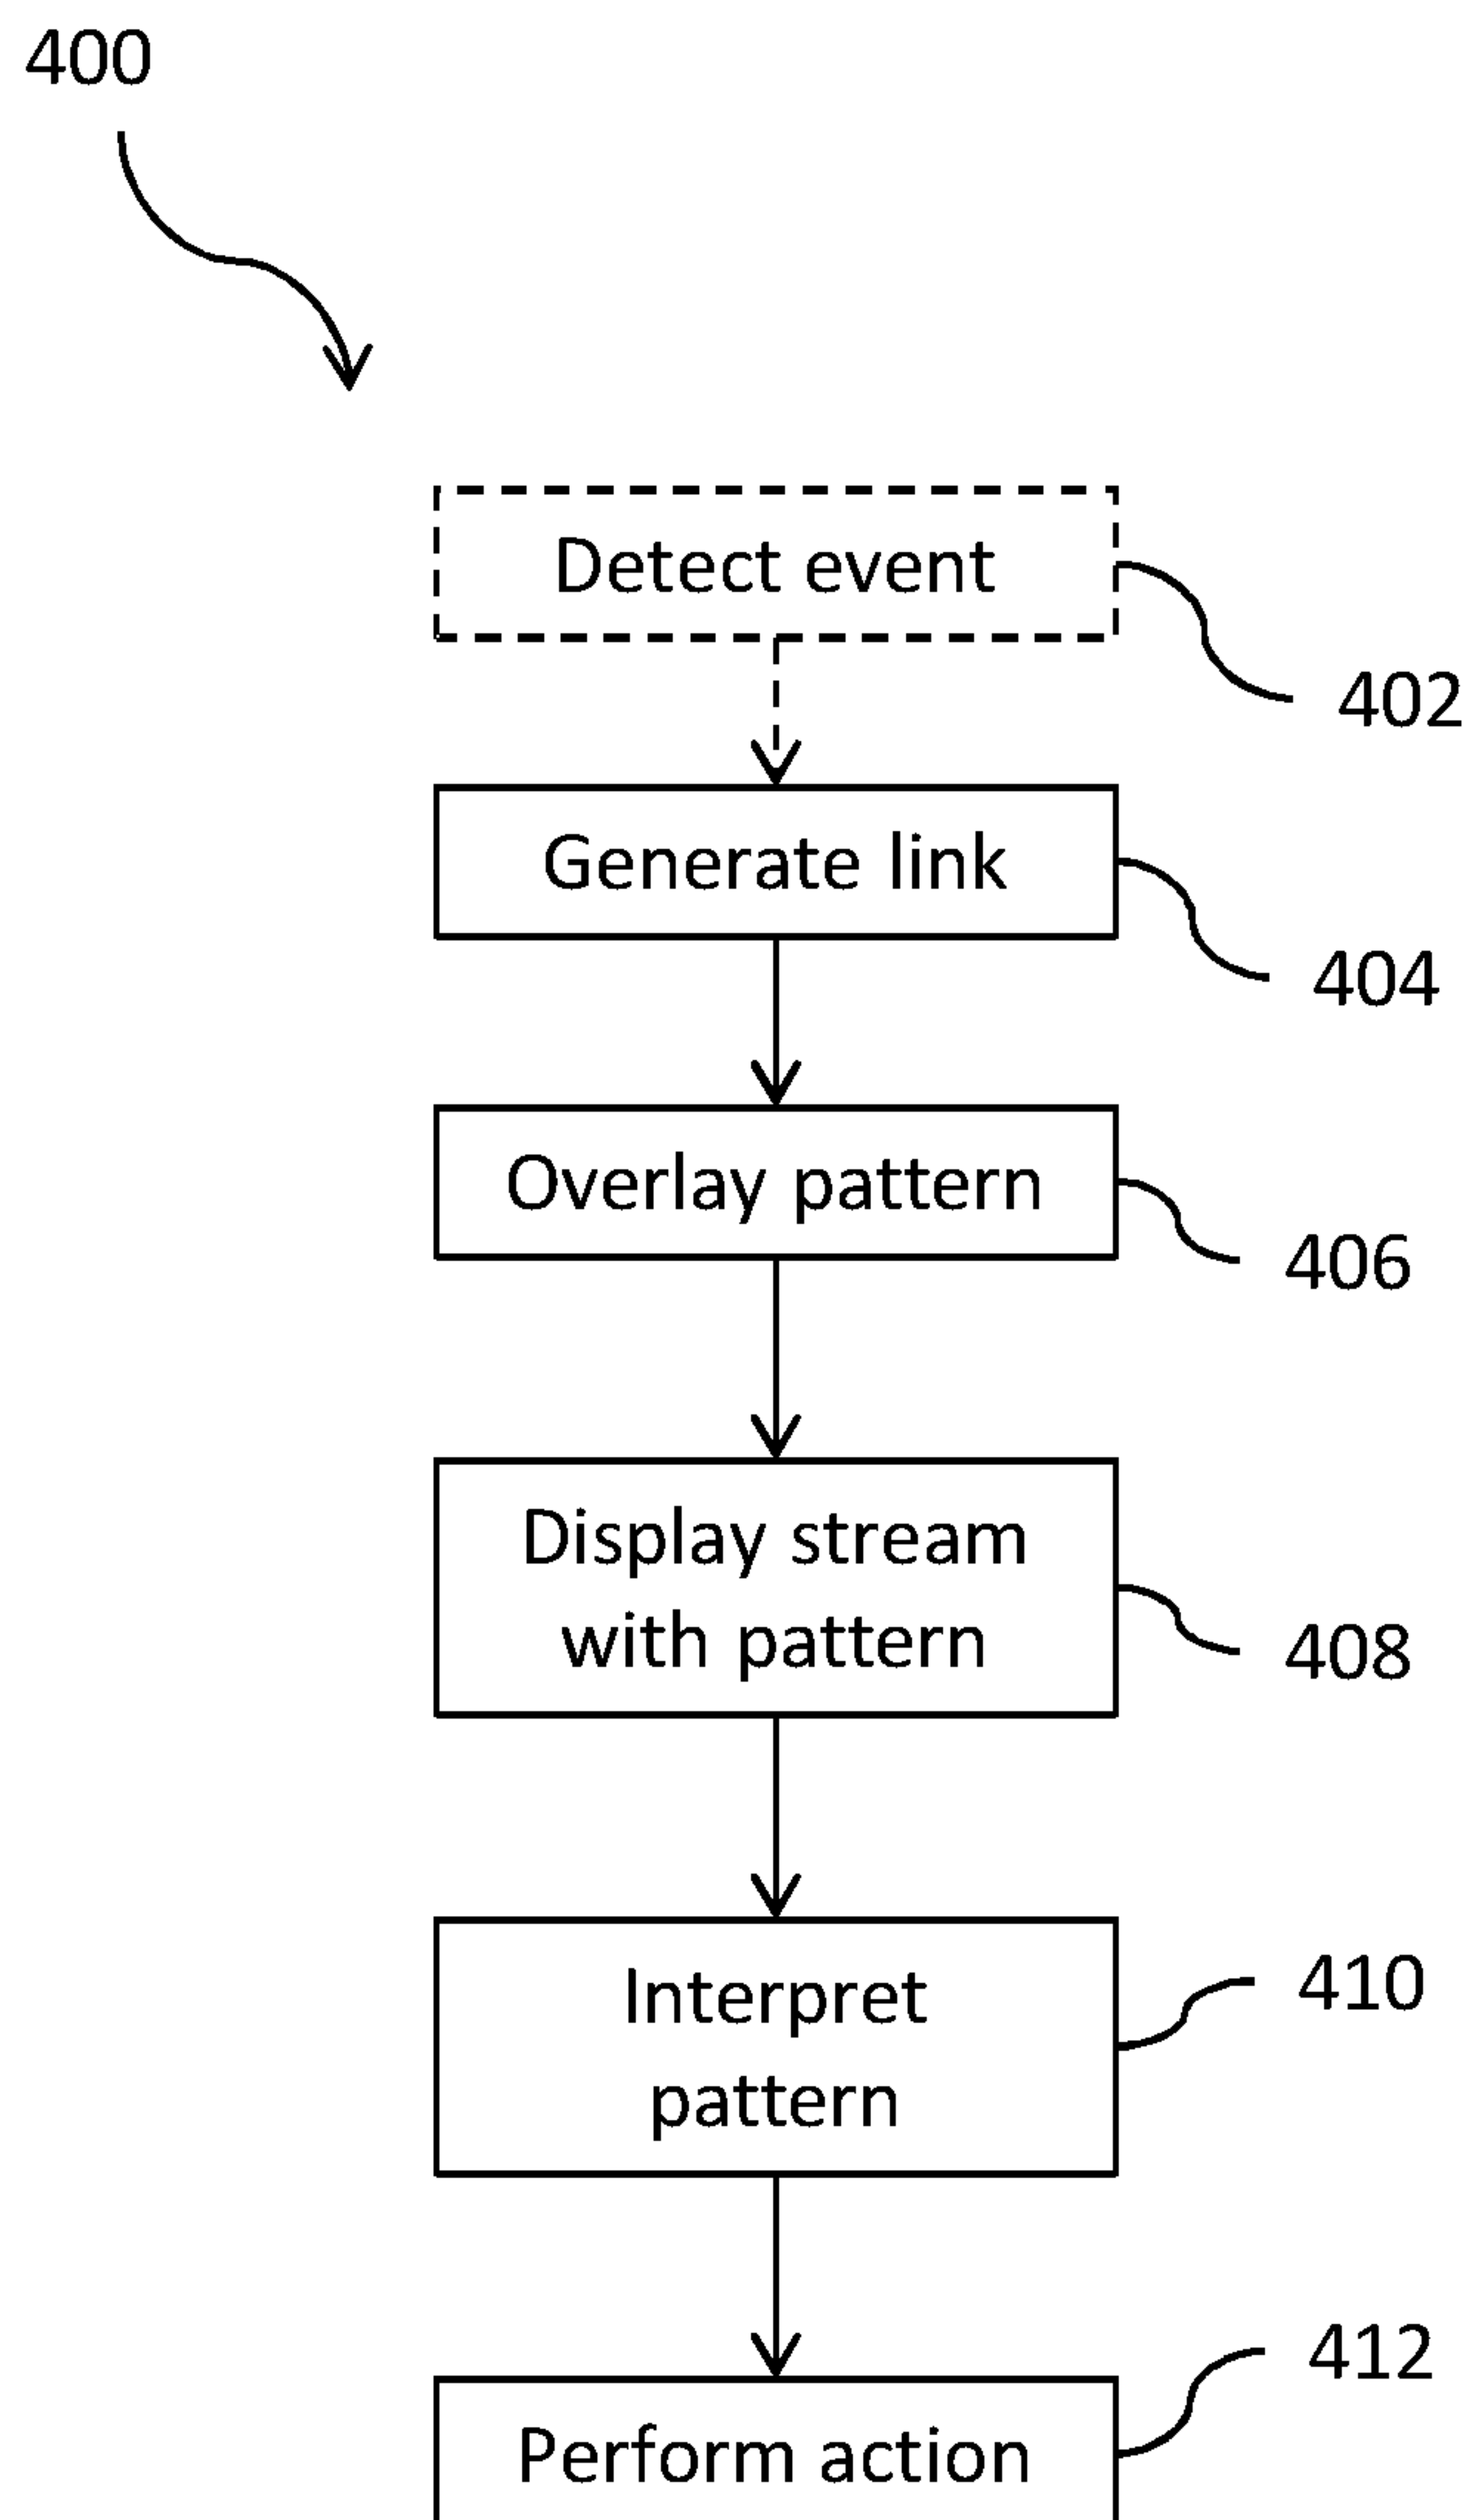 400
Detect event
402
Generate link
404
Overlay pattern
406
Display stream
with pattern
408
Interpret
pattern
410
Perform action
412